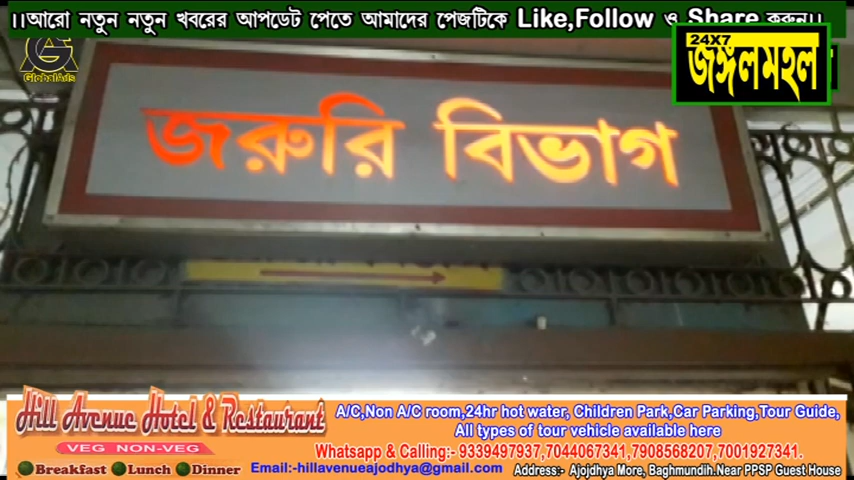 ।।আরো নতুন নতুন খবরের আপডেট পেতে আমাদের পেজটিকে Like,Follow ও Share করুন।।
24X7
জঙ্গলমহল
GlobalAds
জরুরি বিভাগ
Hill Avenue Hotel & Restaurant
VEG NON-VEG
Breakfast Lunch Dinner
A/C,Non A/C room,24hr hot water, Children Park,Car Parking,Tour Guide,
All types of tour vehicle available here
Whatsapp & Calling:- 9339497937,7044067341,7908568207,7001927341.
Email:-hillavenueajodhya@gmail.com
Address:- Ajojdhya More, Baghmundih.Near PPSP Guest House